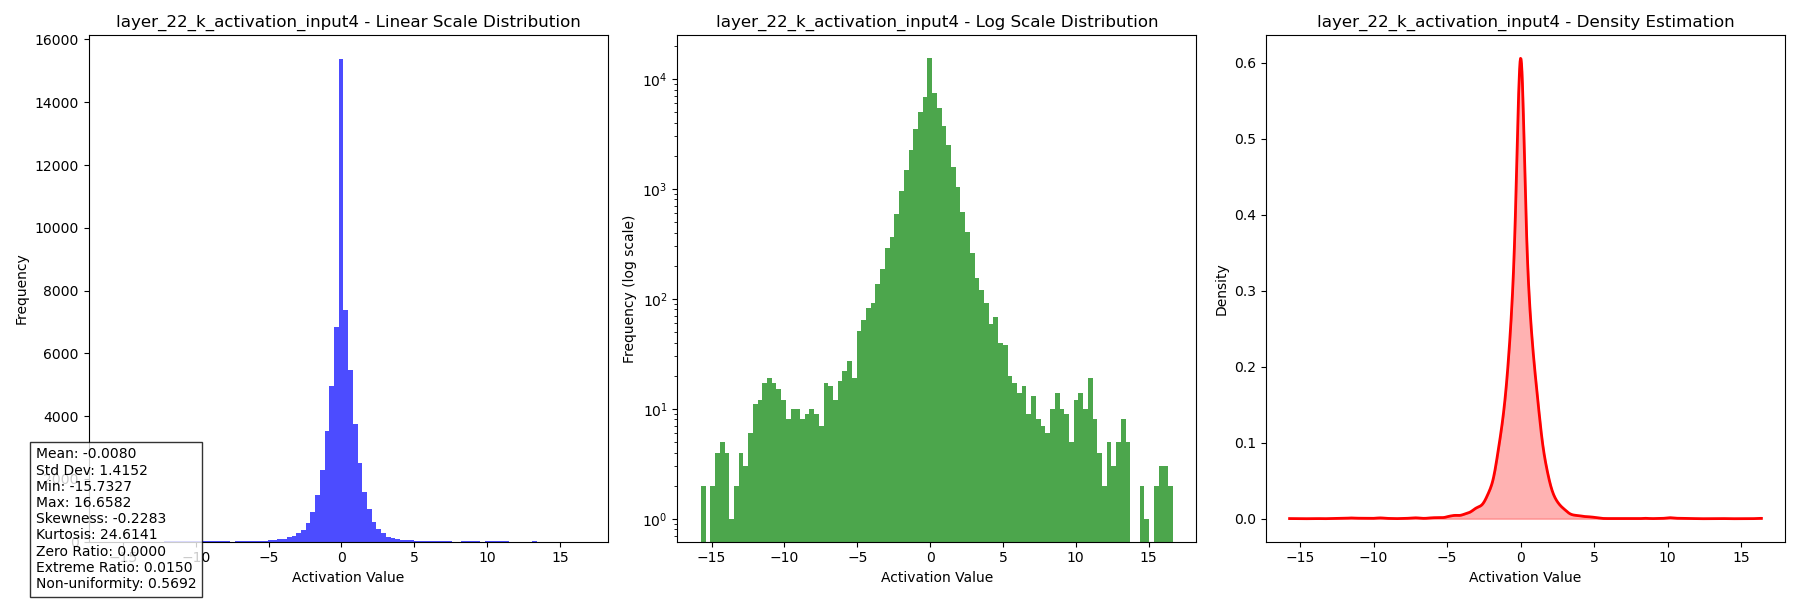 layer_22_k_activation_input4 - Linear Scale Distribution
16000
14000
12000
10000
8000
6000
4000
Frequency
−10
−5
0
5
10
15
Activation Value
Mean: -0.0080
Std Dev: 1.4152
Min: -15.7327
Max: 16.6582
Skewness: -0.2283
Kurtosis: 24.6141
Zero Ratio: 0.0000
Extreme Ratio: 0.0150
Non-uniformity: 0.5692
layer_22_k_activation_input4 - Log Scale Distribution
10⁴
10³
10²
10¹
10⁰
Frequency (log scale)
−15
−10
−5
0
5
10
15
Activation Value
layer_22_k_activation_input4 - Density Estimation
0.6
0.5
0.4
0.3
0.2
0.1
0.0
Density
−15
−10
−5
0
5
10
15
Activation Value